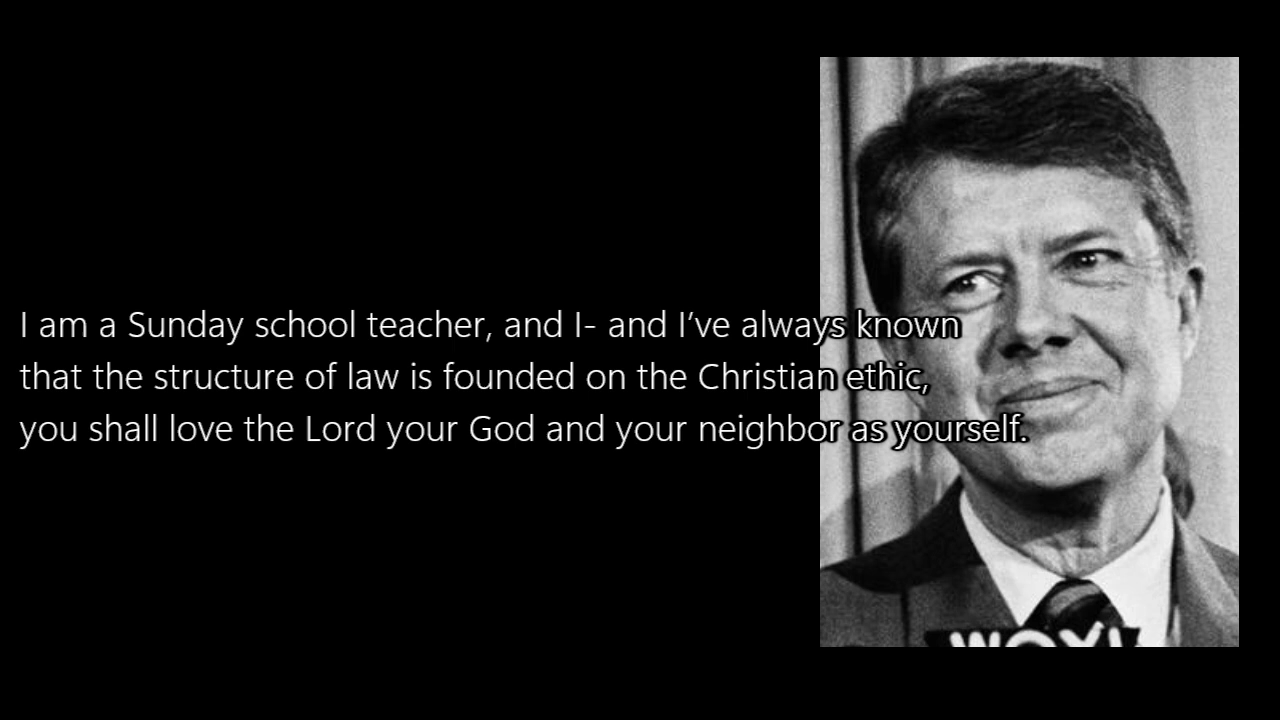 I am a Sunday school teacher, and I- and I’ve always known
that the structure of law is founded on the Christian ethic,
you shall love the Lord your God and your neighbor as yourself.